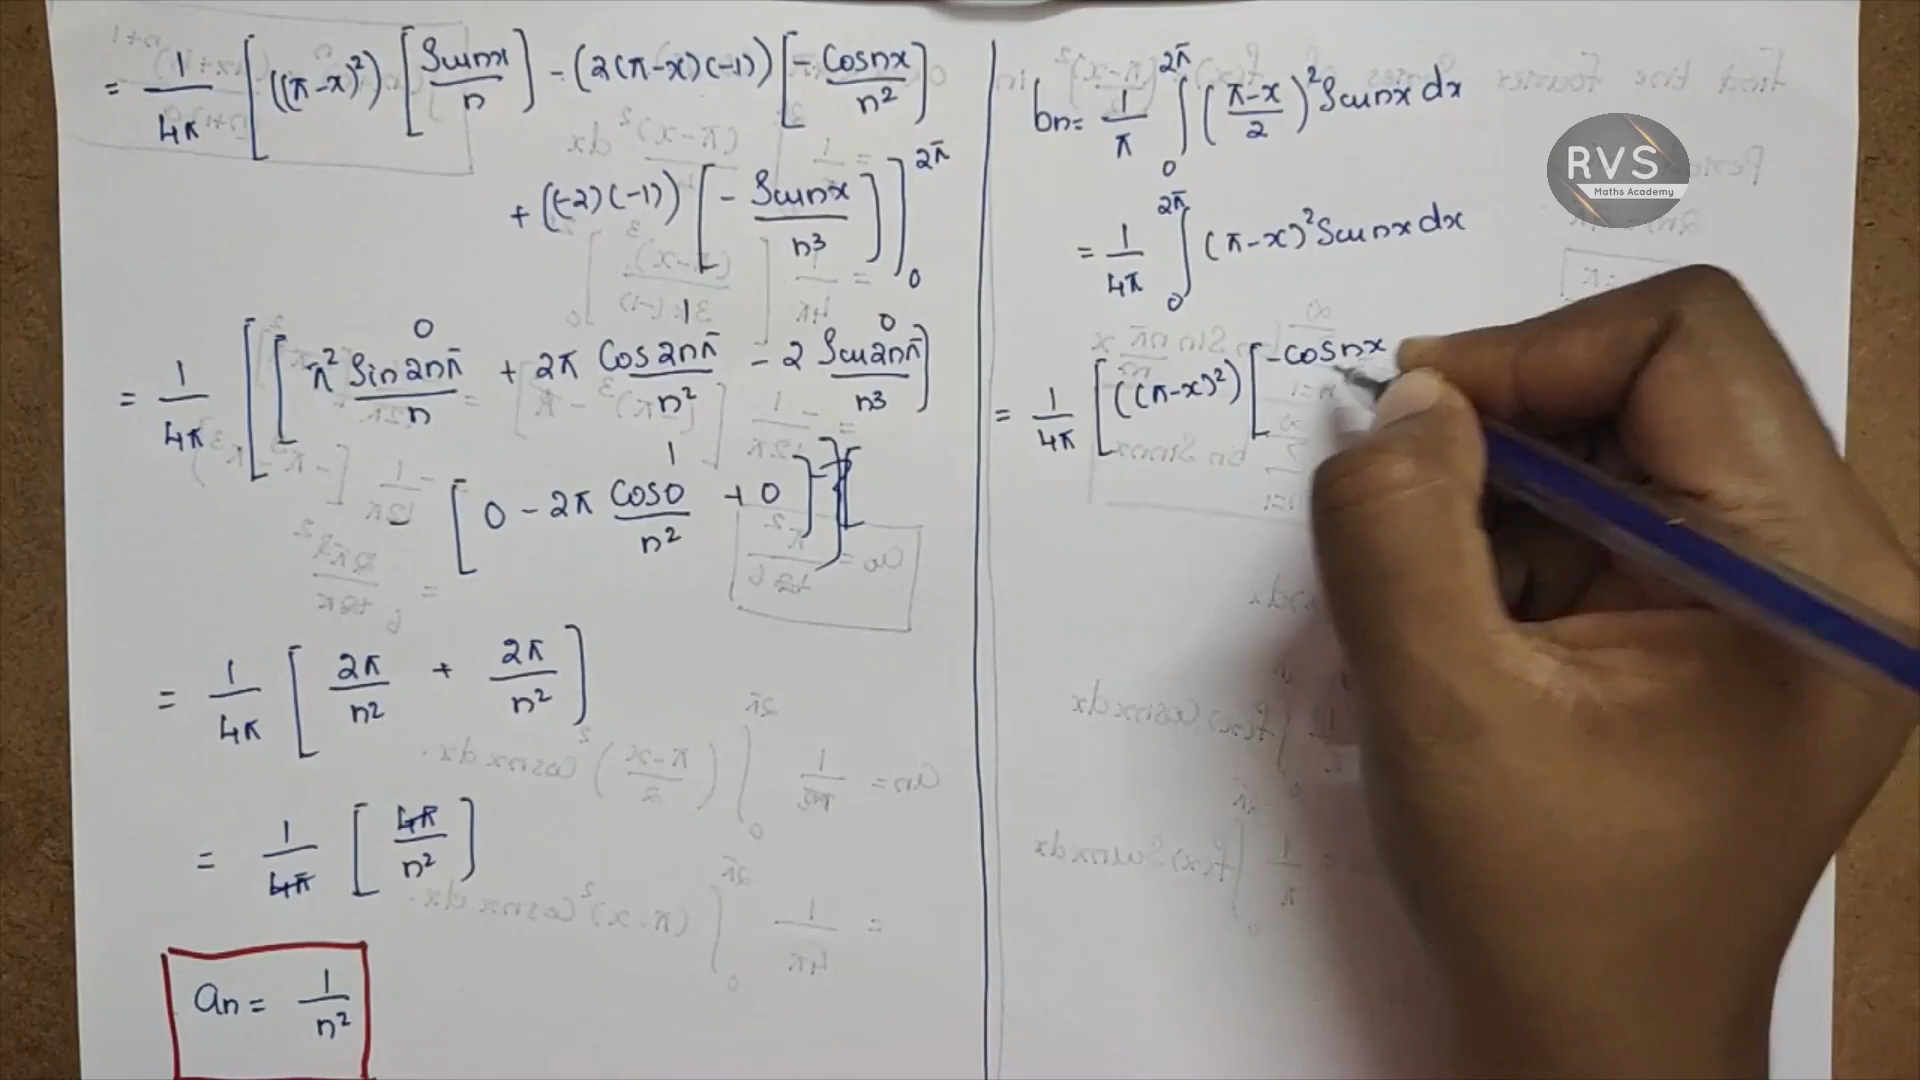 = 1/4π [((π-x)²) [Sinnx/n] - (2(π-x)(-1)) [-Cosnx/n²]
+ ((-2)(-1)) [-Sinnx/n³]]₀^2π
= 1/4π [[π² Sin2nπ/n 0 + 2π Cos2nπ/n² 1 - 2 Sin2nπ/n³ 0]
[0 - 2π Cos0/n² 1 + 0]]
= 1/4π [2π/n² + 2π/n²]
= 1/4π [4π/n²]
an = 1/n²
bn = 1/π ∫₀^2π (π-x/2)² Sinnx dx
= 1/4π ∫₀^2π (π-x)² Sinnx dx
= 1/4π [((π-x)²) [-cosnx
RVS
Maths Academy